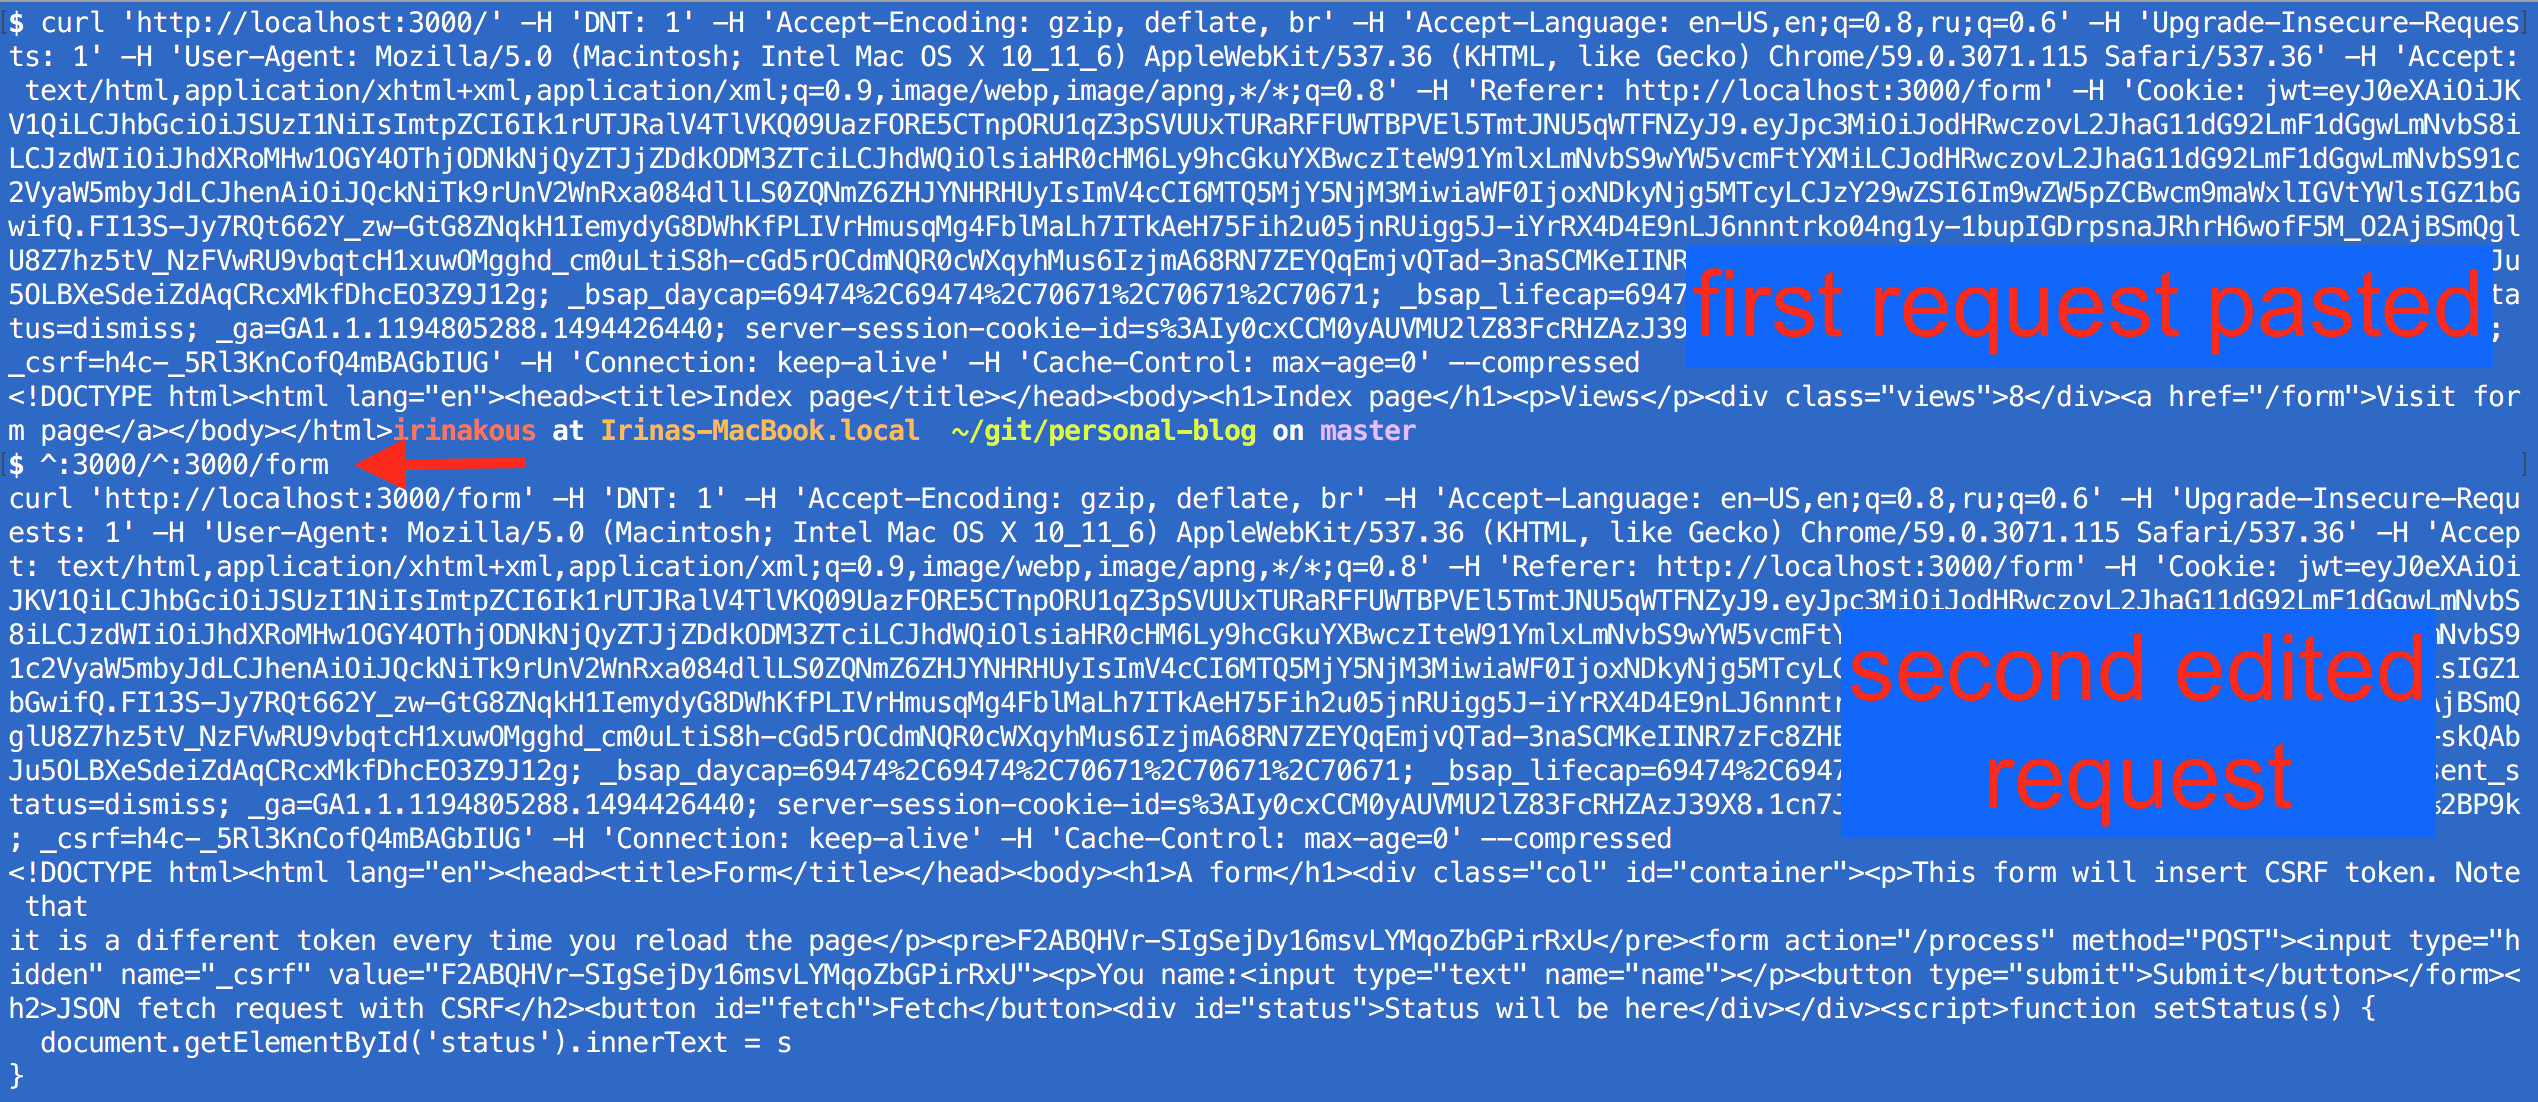 $ curl 'http://localhost:3000/' -H 'DNT: 1' -H 'Accept-Encoding: gzip, deflate, br' -H 'Accept-Language: en-US,en;q=0.8,ru;q=0.6' -H 'Upgrade-Insecure-Reques
ts: 1' -H 'User-Agent: Mozilla/5.0 (Macintosh; Intel Mac OS X 10_11_6) AppleWebKit/537.36 (KHTML, like Gecko) Chrome/59.0.3071.115 Safari/537.36' -H 'Accept:
text/html,application/xhtml+xml,application/xml;q=0.9,image/webp,image/apng,*/*;q=0.8' -H 'Referer: http://localhost:3000/form' -H 'Cookie: jwt=eyJ0eXAiOiJK
V1QiLCJhbGciOiJSUzI1NiIsImtpZCI6Ik1rUTJRalV4TlVKQ09UazFORE5CTnpORU1qZ3pSVUUxTURaRFFUWTBPVEl5TmtJNU5qWTFNZyJ9.eyJpc3MiOiJodHRwczovL2JhaG11dG92LmF1dGgwLmNvbS8i
LCJzdWIiOiJhdXRoMHw1OGY4OThjODNkNjQyZTJjZDdkODM3ZTciLCJhdWQiOlsiaHR0cHM6Ly9hcGkuYXBwczIteW91YmlxLmNvbS9wYW5vcmFtYXMiLCJodHRwczovL2JhaG11dG92LmF1dGgwLmNvbS91c
2VyaW5mbyJdLCJhenAiOiJQckNiTk9rUnV2WnRxa084dllLS0ZQNmZ6ZHJYNHRHUyIsImV4cCI6MTQ5MjY5NjM3MiwiaWF0IjoxNDkyNjg5MTcyLCJzY29wZSI6Im9wZW5pZCBwcm9maWxlIGVtYWlsIGZ1bG
wifQ.FI13S-Jy7RQt662Y_zw-GtG8ZNqkH1IemydyG8DWhKfPLIVrHmusqMg4FblMaLh7ITkAeH75Fih2u05jnRUigg5J-iYrRX4D4E9nLJ6nnntrko04ng1y-1bupIGDrpsnaJRhrH6wofF5M_O2AjBSmQgl
U8Z7hz5tV_NzFVwRU9vbqtcH1xuwOMgghd_cm0uLtiS8h-cGd5rOCdmNQR0cWXqyhMus6IzjmA68RN7ZEYQqEmjvQTad-3naSCMKeIINR Ju
5OLBXeSdeiZdAqCRcxMkfDhcEO3Z9J12g; _bsap_daycap=69474%2C69474%2C70671%2C70671%2C70671; _bsap_lifecap=6947 ta
tus=dismiss; _ga=GA1.1.1194805288.1494426440; server-session-cookie-id=s%3AIy0cxCCM0yAUVMU2lZ83FcRHZAzJ39 ;
first request pasted
_csrf=h4c-_5Rl3KnCofQ4mBAGbIUG' -H 'Connection: keep-alive' -H 'Cache-Control: max-age=0' --compressed
<!DOCTYPE html><html lang="en"><head><title>Index page</title></head><body><h1>Index page</h1><p>Views</p><div class="views">8</div><a href="/form">Visit for
m page</a></body></html>irinakous at Irinas-MacBook.local ~/git/personal-blog on master
$ ^:3000/^:3000/form
curl 'http://localhost:3000/form' -H 'DNT: 1' -H 'Accept-Encoding: gzip, deflate, br' -H 'Accept-Language: en-US,en;q=0.8,ru;q=0.6' -H 'Upgrade-Insecure-Requ
ests: 1' -H 'User-Agent: Mozilla/5.0 (Macintosh; Intel Mac OS X 10_11_6) AppleWebKit/537.36 (KHTML, like Gecko) Chrome/59.0.3071.115 Safari/537.36' -H 'Accep
t: text/html,application/xhtml+xml,application/xml;q=0.9,image/webp,image/apng,*/*;q=0.8' -H 'Referer: http://localhost:3000/form' -H 'Cookie: jwt=eyJ0eXAiOi
JKV1QiLCJhbGciOiJSUzI1NiIsImtpZCI6Ik1rUTJRalV4TlVKQ09UazFORE5CTnpORU1qZ3pSVUUxTURaRFFUWTBPVEl5TmtJNU5qWTFNZyJ9.eyJpc3MiOiJodHRwczovL2JhaG11dG92LmF1dGgwLmNvbS
8iLCJzdWIiOiJhdXRoMHw1OGY4OThjODNkNjQyZTJjZDdkODM3ZTciLCJhdWQiOlsiaHR0cHM6Ly9hcGkuYXBwczIteW91YmlxLmNvbS9wYW5vcmFtY NvbS9
1c2VyaW5mbyJdLCJhenAiOiJQckNiTk9rUnV2WnRxa084dllLS0ZQNmZ6ZHJYNHRHUyIsImV4cCI6MTQ5MjY5NjM3MiwiaWF0IjoxNDkyNjg5MTcyLC sIGZ1
bGwifQ.FI13S-Jy7RQt662Y_zw-GtG8ZNqkH1IemydyG8DWhKfPLIVrHmusqMg4FblMaLh7ITkAeH75Fih2u05jnRUigg5J-iYrRX4D4E9nLJ6nnntr jBSmQ
glU8Z7hz5tV_NzFVwRU9vbqtcH1xuwOMgghd_cm0uLtiS8h-cGd5rOCdmNQR0cWXqyhMus6IzjmA68RN7ZEYQqEmjvQTad-3naSCMKeIINR7zFc8ZHE -skQAb
Ju5OLBXeSdeiZdAqCRcxMkfDhcEO3Z9J12g; _bsap_daycap=69474%2C69474%2C70671%2C70671%2C70671; _bsap_lifecap=69474%2C6947 sent_s
tatus=dismiss; _ga=GA1.1.1194805288.1494426440; server-session-cookie-id=s%3AIy0cxCCM0yAUVMU2lZ83FcRHZAzJ39X8.1cn7J %2BP9k
second edited
request
; _csrf=h4c-_5Rl3KnCofQ4mBAGbIUG' -H 'Connection: keep-alive' -H 'Cache-Control: max-age=0' --compressed
<!DOCTYPE html><html lang="en"><head><title>Form</title></head><body><h1>A form</h1><div class="col" id="container"><p>This form will insert CSRF token. Note
that
it is a different token every time you reload the page</p><pre>F2ABQHVr-SIgSejDy16msvLYMqoZbGPirRxU</pre><form action="/process" method="POST"><input type="h
idden" name="_csrf" value="F2ABQHVr-SIgSejDy16msvLYMqoZbGPirRxU"><p>You name:<input type="text" name="name"></p><button type="submit">Submit</button></form><
h2>JSON fetch request with CSRF</h2><button id="fetch">Fetch</button><div id="status">Status will be here</div></div><script>function setStatus(s) {
document.getElementById('status').innerText = s
}